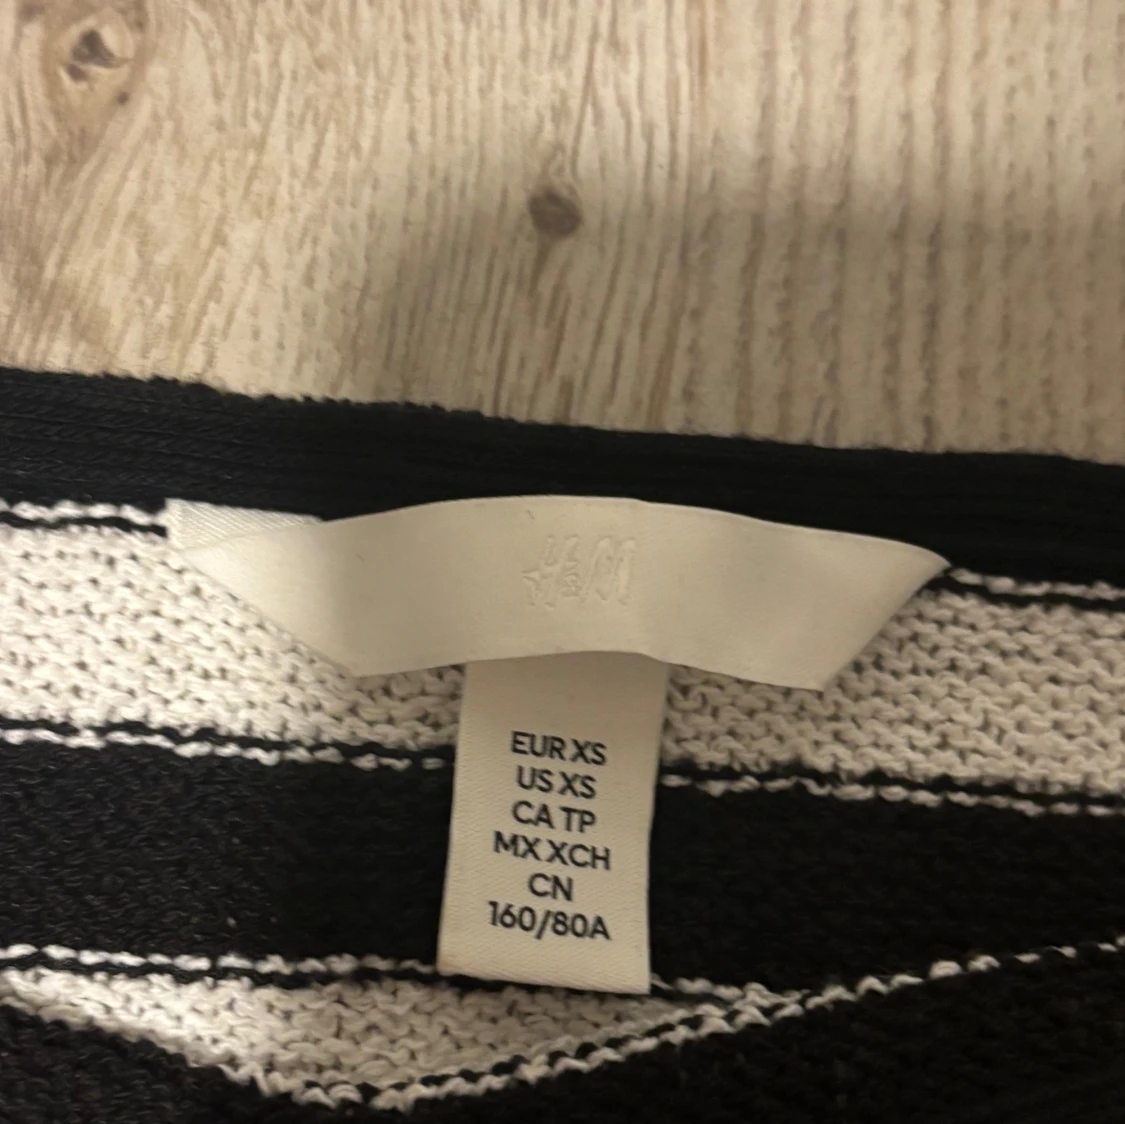 H&M
EUR XS
US XS
CA TP
MX XCH
CN
160/80A